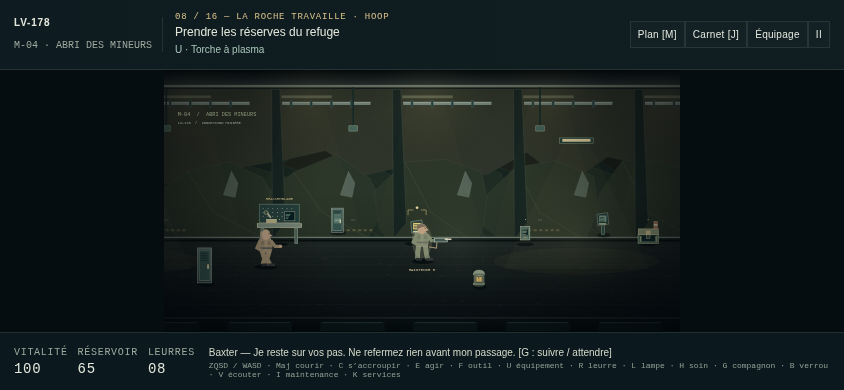 LV-178
M-04 · ABRI DES MINEURS
08 / 16 — LA ROCHE TRAVAILLE · HOOP
Prendre les réserves du refuge
U · Torche à plasma
Plan [M]
Carnet [J]
Équipage
II
M-04 / ABRI DES MINEURS
MAINTENIR E
VITALITÉ RÉSERVOIR LEURRES
100 65 08
Baxter — Je reste sur vos pas. Ne refermez rien avant mon passage. [G : suivre / attendre]
ZQSD / WASD · Maj courir · C s’accroupir · E agir · F outil · U équipement · R leurre · L lampe · H soin · G compagnon · B verrou
· V écouter · I maintenance · K services